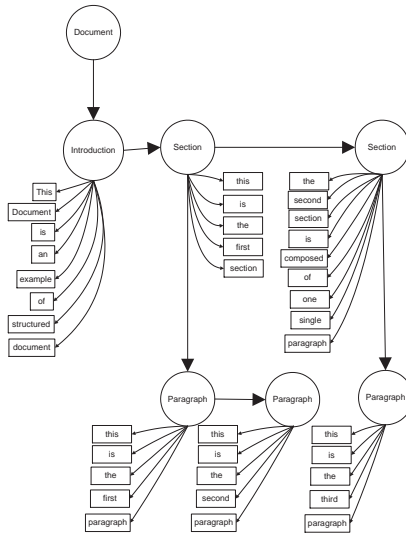 Document
Introduction
Section
Section
This
Document
is
an
example
of
structured
document
this
is
the
first
section
the
second
section
is
composed
of
one
single
paragraph
Paragraph
Paragraph
Paragraph
this
is
the
first
paragraph
this
is
the
second
paragraph
this
is
the
third
paragraph